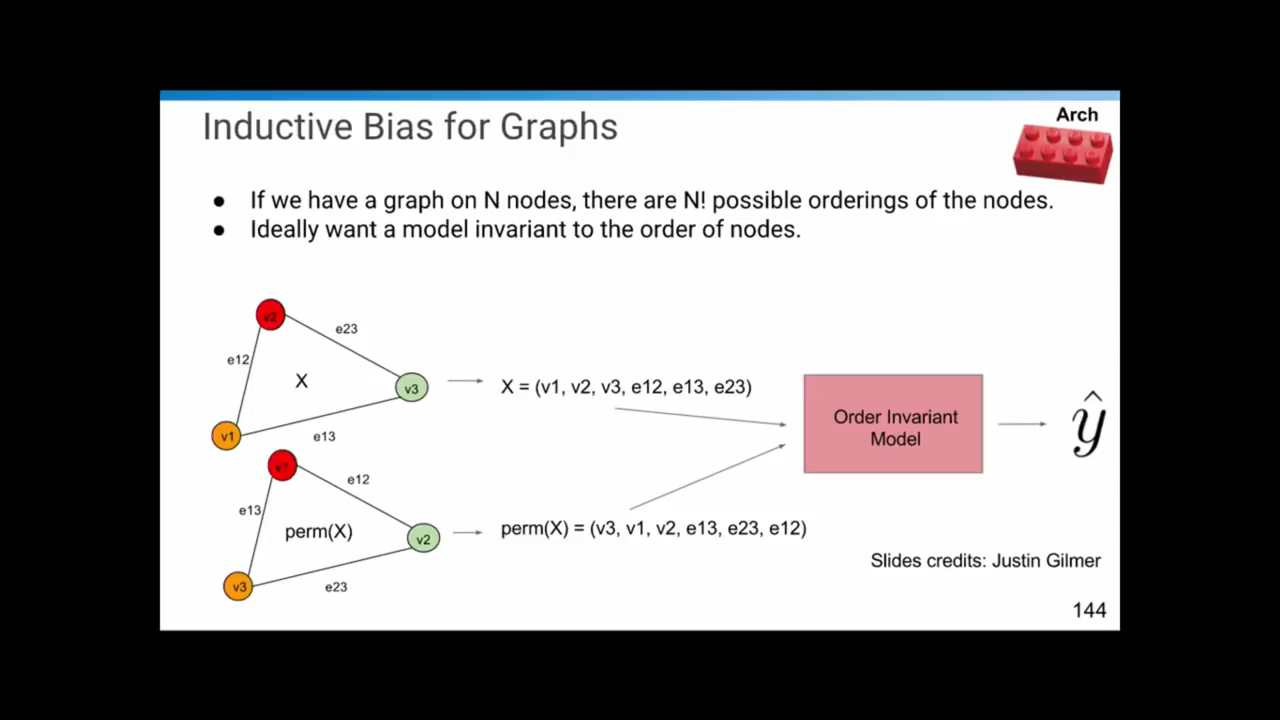 Inductive Bias for Graphs
Arch
● If we have a graph on N nodes, there are N! possible orderings of the nodes.
● Ideally want a model invariant to the order of nodes.
v2
e23
e12
X
v3
X = (v1, v2, v3, e12, e13, e23)
v1
e13
Order Invariant
Model
ŷ
v1
e12
e13
perm(X)
v2
perm(X) = (v3, v1, v2, e13, e23, e12)
v3
e23
Slides credits: Justin Gilmer
144